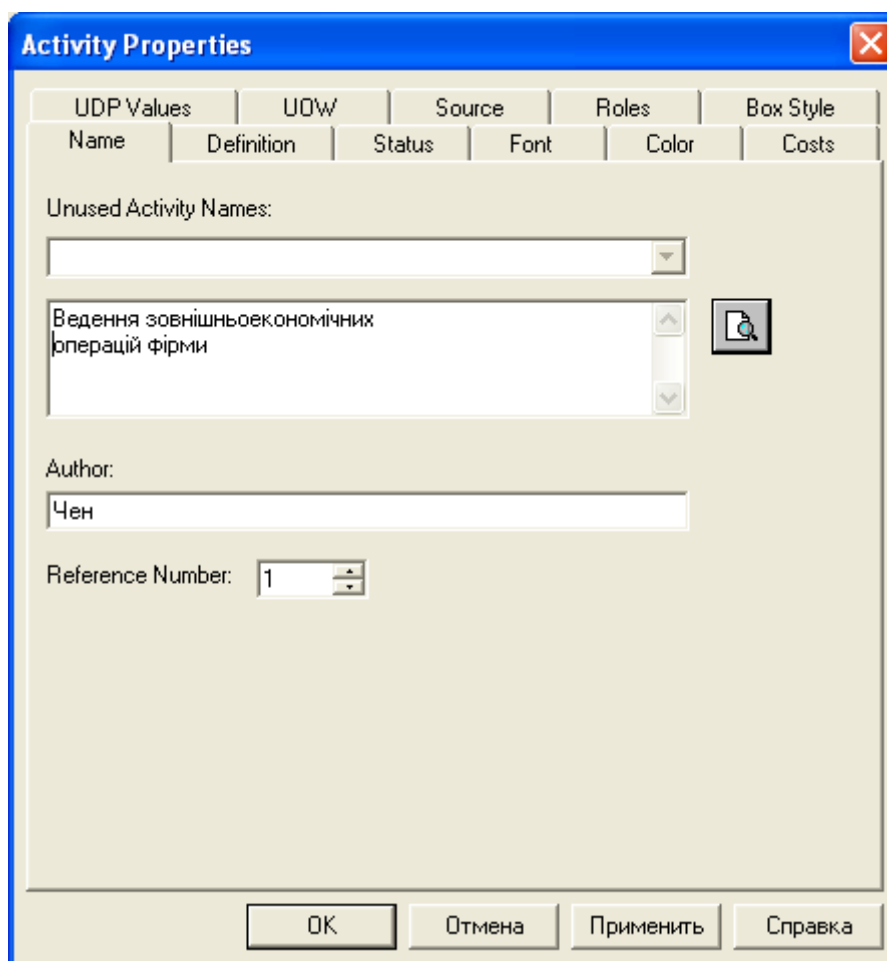 Activity Properties
UDP Values UOW Source Roles Box Style
Name Definition Status Font Color Costs
Unused Activity Names:
Ведення зовнішньоекономічних
операцій фірми
Author:
Чен
Reference Number: 1
OK Отмена Применить Справка